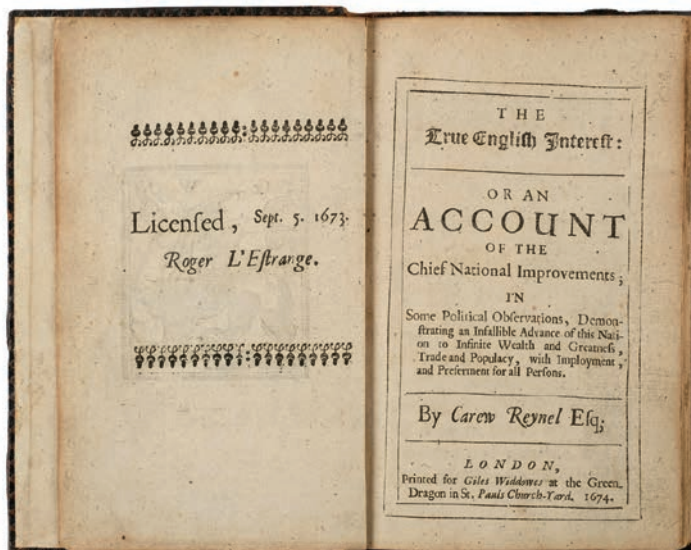 Licenſed, Sept. 5. 1673.
Roger L'Eſtrange.
THE
True Engliſh Intereſt:
OR AN
ACCOUNT
OF THE
Chief National Improvements;
IN
Some Political Obſervations, Demon-
ſtrating an Infallible Advance of this Nati-
on to Infinite Wealth and Greatneſs,
Trade and Populacy, with Imployment,
and Preferment for all Perſons.
By Carew Reynel Eſq;
LONDON,
Printed for Giles Widdowes at the Green
Dragon in St. Pauls Church-Yard. 1674.